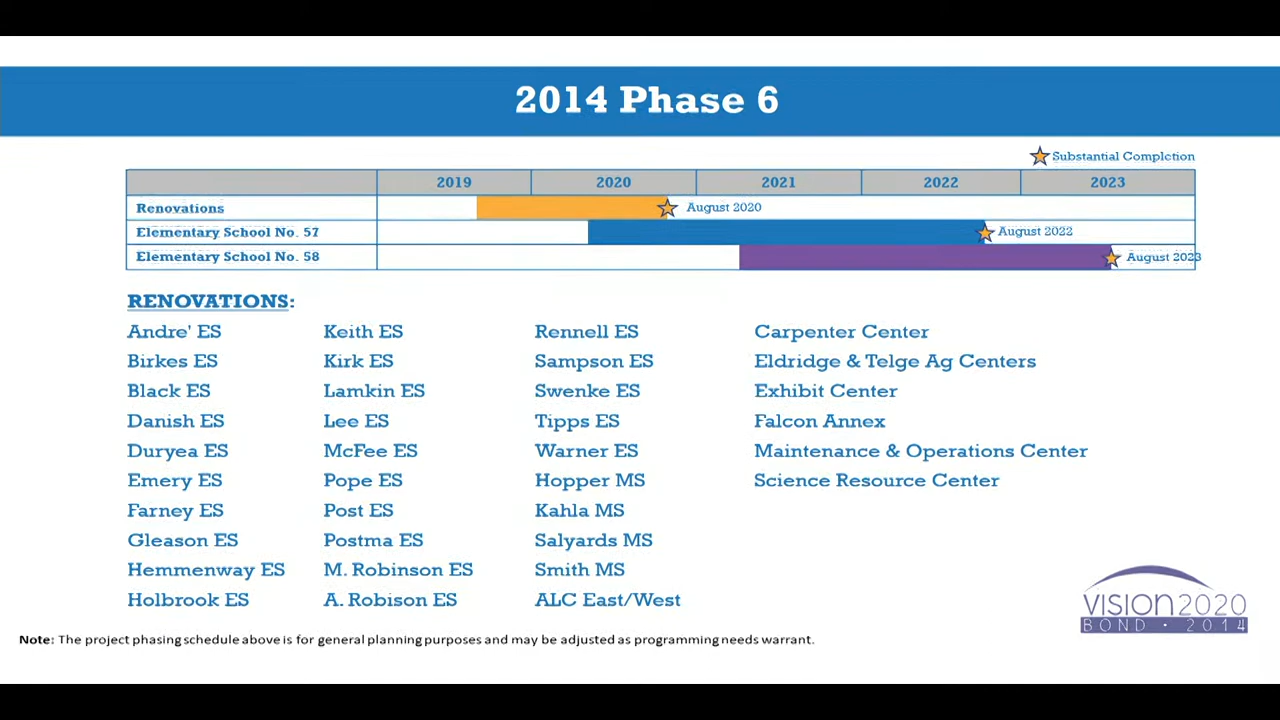 2014 Phase 6
Substantial Completion
2019 2020 2021 2022 2023
Renovations August 2020
Elementary School No. 57 August 2022
Elementary School No. 58 August 2023
RENOVATIONS:
Andre' ES Keith ES Rennell ES Carpenter Center
Birkes ES Kirk ES Sampson ES Eldridge & Telge Ag Centers
Black ES Lamkin ES Swenke ES Exhibit Center
Danish ES Lee ES Tipps ES Falcon Annex
Duryea ES McFee ES Warner ES Maintenance & Operations Center
Emery ES Pope ES Hopper MS Science Resource Center
Farney ES Post ES Kahla MS
Gleason ES Postma ES Salyards MS
Hemmenway ES M. Robinson ES Smith MS
Holbrook ES A. Robison ES ALC East/West
VISION2020
BOND • 2014
Note: The project phasing schedule above is for general planning purposes and may be adjusted as programming needs warrant.